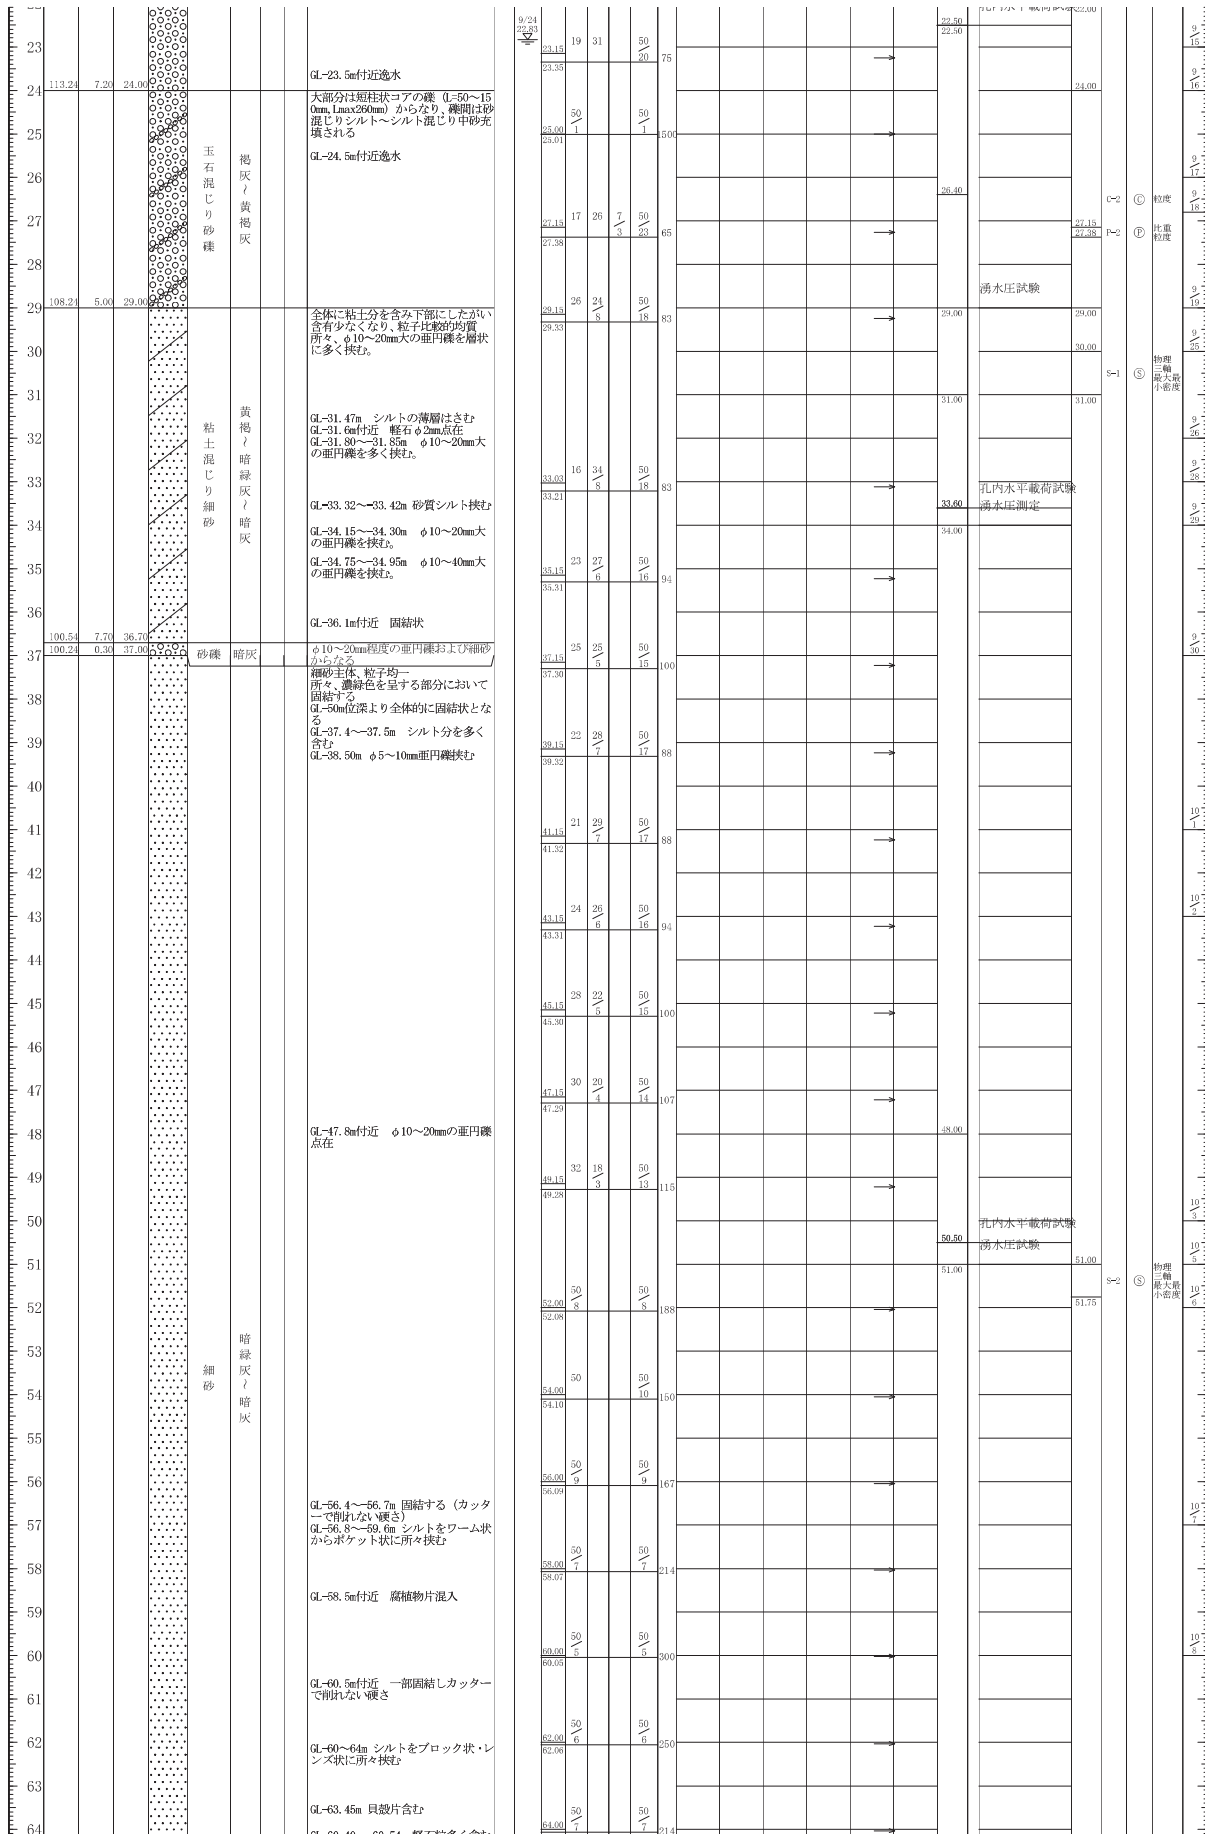 9/24
22.83
23
24
25
26
27
28
29
30
31
32
33
34
35
36
37
38
39
40
41
42
43
44
45
46
47
48
49
50
51
52
53
54
55
56
57
58
59
60
61
62
63
64
113.24 7.20 24.00
108.24 5.00 29.00
100.54 7.70 36.70
100.24 0.30 37.00
玉石混じり砂礫
褐灰~黄褐灰
粘土混じり細砂
黄褐~暗緑灰~暗灰
砂礫 暗灰
細砂
暗緑灰~暗灰
GL-23.5m付近逸水
大部分は短柱状コアの礫(L=50~15
0mm,Lmax260mm)からなり、礫間は砂
混じりシルト~シルト混じり中砂充
填される
GL-24.5m付近逸水
全体に粘土分を含み下部にしたがい
含有少なくなり、粒子比較的均質
所々、φ10~20mm大の亜円礫を層状
に多く挟む。
GL-31.47m シルトの薄層はさむ
GL-31.6m付近 軽石φ2mm点在
GL-31.80~-31.85m φ10~20mm大
の亜円礫を多く挟む。
GL-33.32~-33.42m 砂質シルト挟む
GL-34.15~-34.30m φ10~20mm大
の亜円礫を挟む。
GL-34.75~-34.95m φ10~40mm大
の亜円礫を挟む。
GL-36.1m付近 固結状
φ10~20mm程度の亜円礫および細砂
からなる
細砂主体、粒子均一
所々、濃緑色を呈する部分において
固結する
GL-50m位深より全体的に固結状とな
る
GL-37.4~-37.5m シルト分を多く
含む
GL-38.50m φ5~10mm亜円礫挟む
GL-47.8m付近 φ10~20mmの亜円礫
点在
GL-56.4~-56.7m 固結する(カッタ
ーで削れない硬さ)
GL-56.8~-59.6m シルトをワーム状
からポケット状に所々挟む
GL-58.5m付近 腐植物片混入
GL-60.5m付近 一部固結しカッター
で削れない硬さ
GL-60~64m シルトをブロック状・レ
ンズ状に所々挟む
GL-63.45m 貝殻片含む
23.15 19 31 50/20 75
23.35
25.00 50/1 50/1 1500
25.01
27.15 17 26 7/3 50/23 65
27.38
29.15 26 24/8 50/18 83
29.33
33.03 16 34/8 50/18 83
33.21
35.15 23 27/6 50/16 94
35.31
37.15 25 25/5 50/15 100
37.30
39.15 22 28/7 50/17 88
39.32
41.15 21 29/7 50/17 88
41.32
43.15 24 26/6 50/16 94
43.31
45.15 28 22/5 50/15 100
45.30
47.15 30 20/4 50/14 107
47.29
49.15 32 18/3 50/13 115
49.28
52.00 50/8 50/8 188
52.08
54.00 50 50/10 150
54.10
56.00 50/9 50/9 167
56.09
58.00 50/7 50/7 214
58.07
60.00 50/5 50/5 300
60.05
62.00 50/6 50/6 250
62.06
64.00 50/7 50/7 214
22.50
22.50
26.40
湧水圧試験
29.00
31.00
孔内水平載荷試験
33.60 湧水圧測定
34.00
48.00
孔内水平載荷試験
50.50 湧水圧試験
51.00
22.00
24.00
C-2 Ⓒ 粒度
27.15
27.38 P-2 Ⓟ 比重
粒度
29.00
30.00
S-1 Ⓢ 物理
三軸
最大最
小密度
31.00
51.00
S-2 Ⓢ 物理
三軸
最大最
小密度
51.75
9/15
9/16
9/17
9/18
9/19
9/25
9/26
9/28
9/29
9/30
10/1
10/2
10/3
10/5
10/6
10/7
10/8